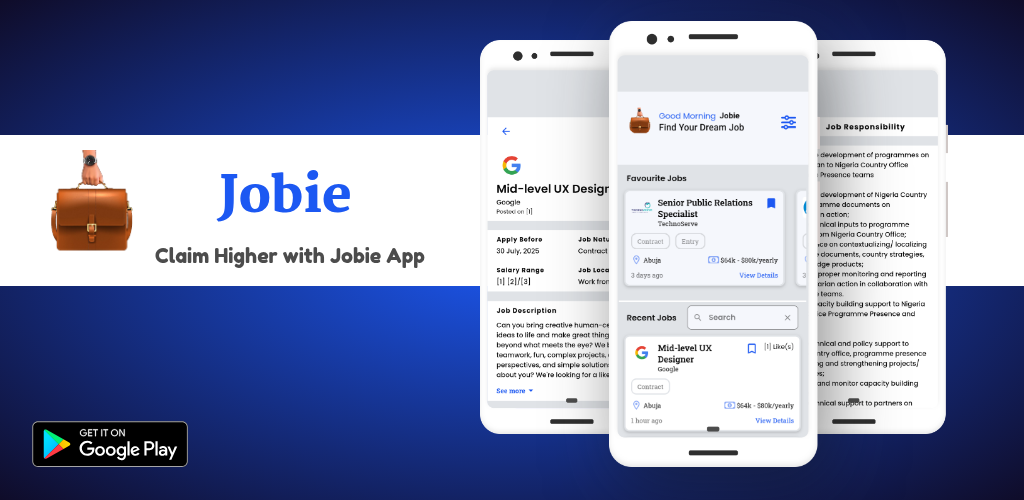 Jobie
Claim Higher with Jobie App
GET IT ON
Google Play
Mid-level UX Design
Google
Posted on [1]
Apply Before
Job Natu
30 July, 2025
Contract
Salary Range
Job Loca
[1] [2]/[3]
Work from
Job Description
Can you bring creative human-ce
ideas to life and make great thing
beyond what meets the eye? We b
teamwork, fun, complex projects,
perspectives, and simple solutions
about you? We're looking for a like
See more
Good Morning Jobie
Find Your Dream Job
Favourite Jobs
Senior Public Relations
Specialist
TechnoServe
Contract
Entry
Abuja
$64k - $80k/yearly
3 days ago
View Details
Recent Jobs
Search
Mid-level UX
Designer
Google
[1] Like(s)
Contract
Abuja
$64k - $80k/yearly
1 hour ago
View Details
Job Responsibility
development of programmes on
an to Nigeria Country Office
Presence teams
development of Nigeria Country
mme documents on
n action;
nical inputs to programme
from Nigeria Country Office;
nce on contextualizing/ localizing
documents, country strategies,
dge products;
proper monitoring and reporting
arian action in collaboration with
teams.
acity building support to Nigeria
ice Programme Presence and
hnical and policy support to
ntry office, programme presence
g and strengthening projects/
s;
and monitor capacity building
hnical support to partners on